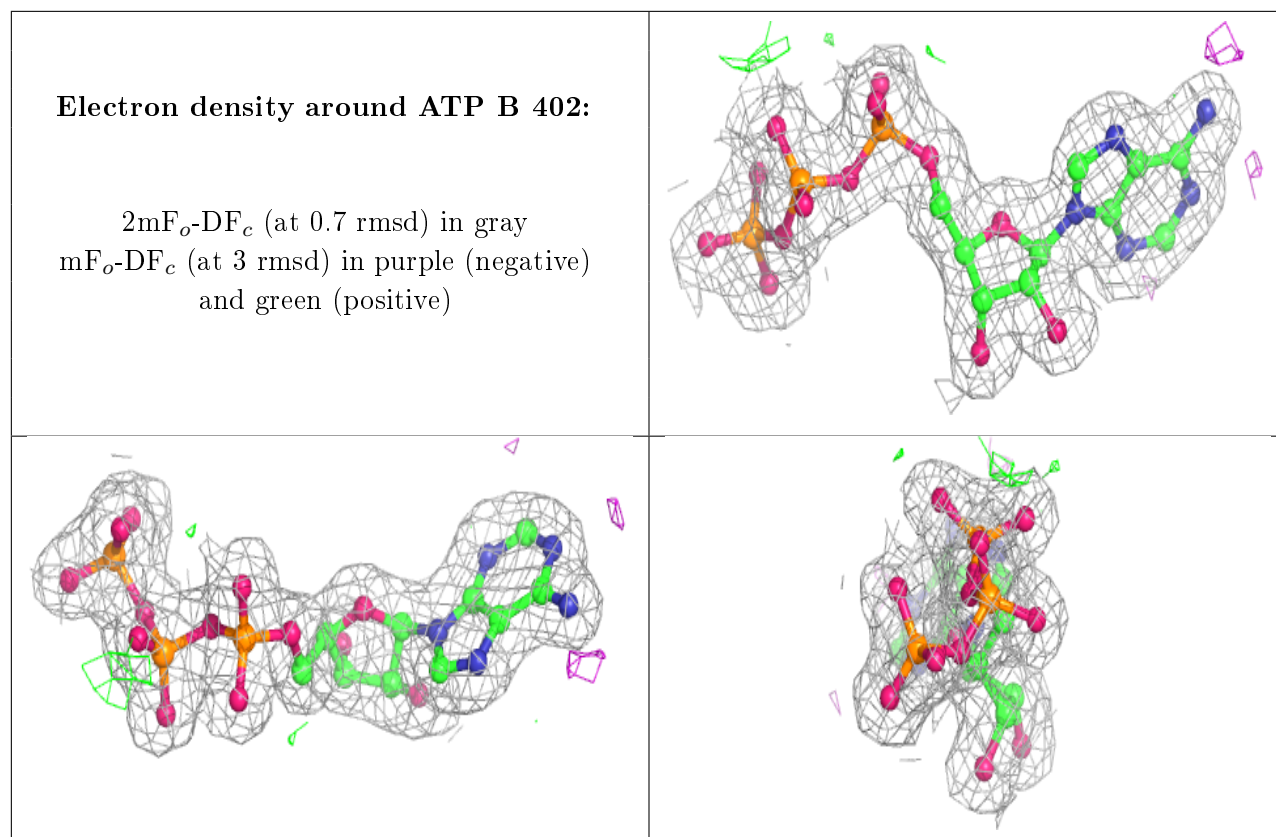 Electron density around ATP B 402:
2mFo-DFc (at 0.7 rmsd) in gray
mFo-DFc (at 3 rmsd) in purple (negative)
and green (positive)